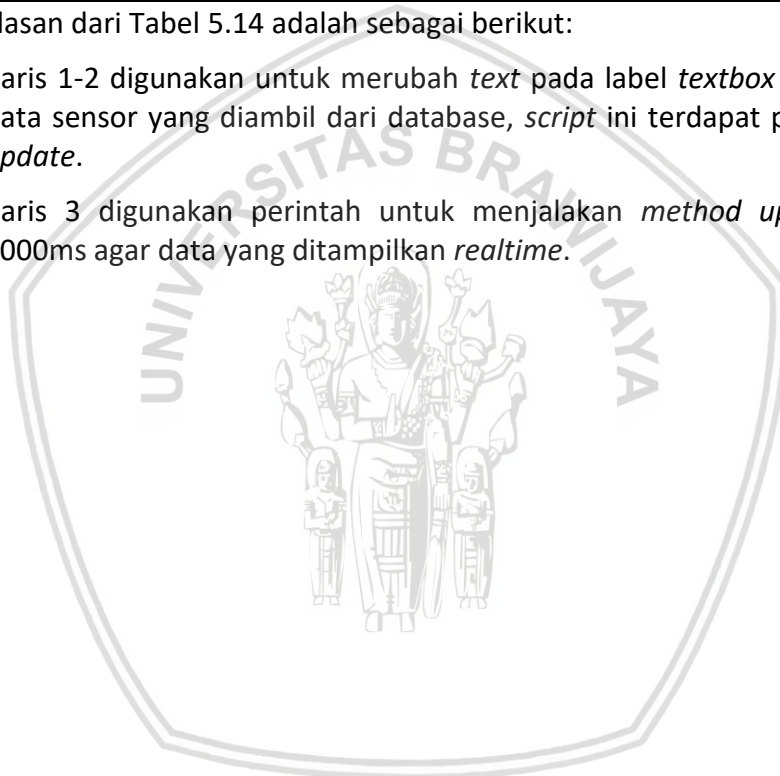 lasan dari Tabel 5.14 adalah sebagai berikut:
aris 1-2 digunakan untuk merubah text pada label textbox
ata sensor yang diambil dari database, script ini terdapat p
pdate.
aris 3 digunakan perintah untuk menjalakan method up
000ms agar data yang ditampilkan realtime.
UNIVERSITAS BRAWIJAYA